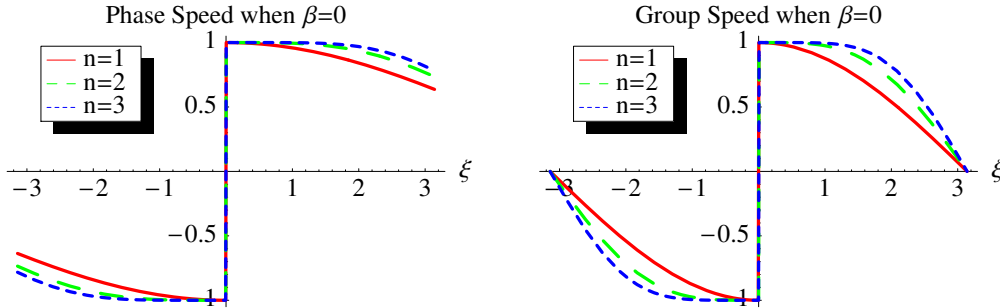 Phase Speed when β=0
1
n=1
n=2
n=3
0.5
−3 −2 −1 1 2 3 ξ
−0.5
1
Group Speed when β=0
1
n=1
n=2
n=3
0.5
−3 −2 −1 1 2 3 ξ
−0.5
1